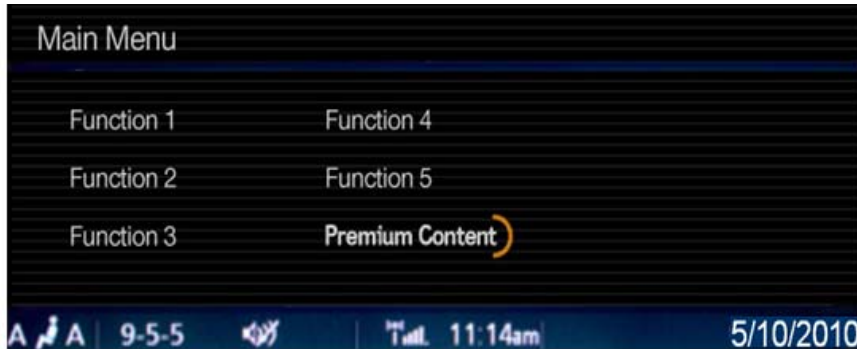 Main Menu
Function 1 Function 4
Function 2 Function 5
Function 3 Premium Content
A A 9-5-5 11:14am 5/10/2010